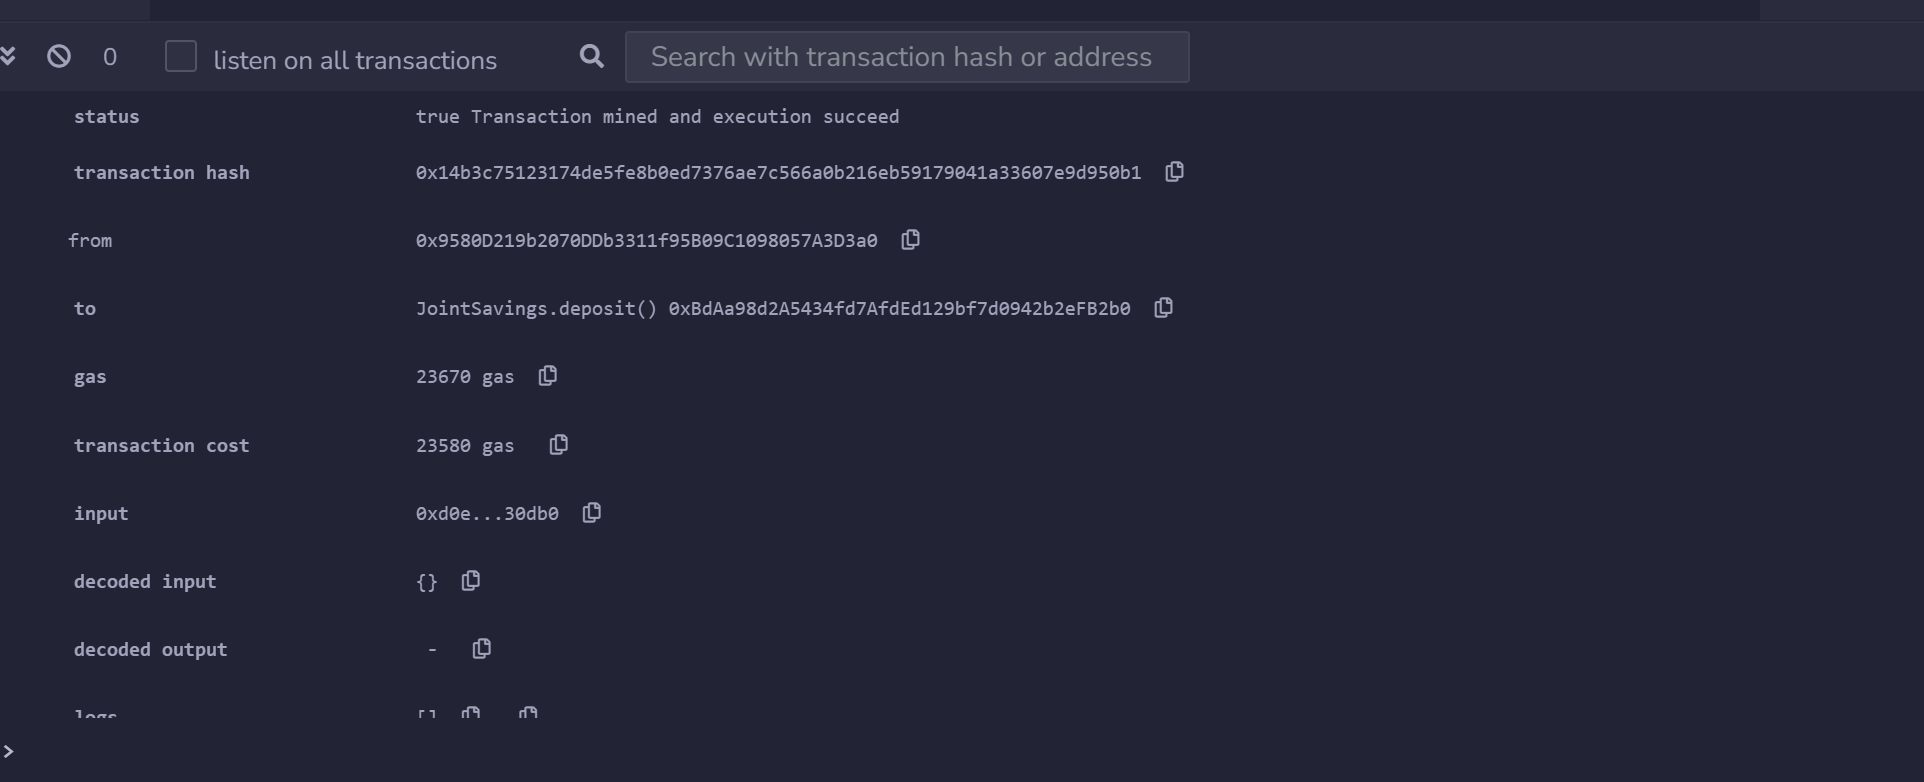 0 listen on all transactions Search with transaction hash or address
status true Transaction mined and execution succeed
transaction hash 0x14b3c75123174de5fe8b0ed7376ae7c566a0b216eb59179041a33607e9d950b1
from 0x9580D219b2070DDb3311f95B09C1098057A3D3a0
to JointSavings.deposit() 0xBdAa98d2A5434fd7AfdEd129bf7d0942b2eFB2b0
gas 23670 gas
transaction cost 23580 gas
input 0xd0e...30db0
decoded input {}
decoded output -
logs []
>